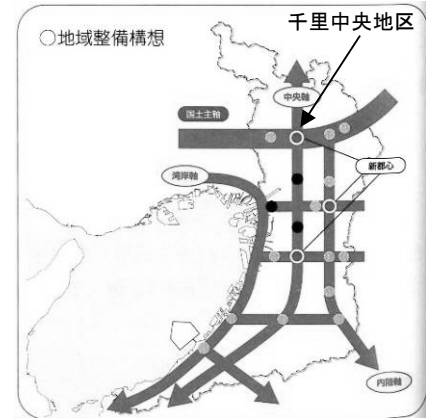 千里中央地区
○地域整備構想
中央軸
国土主軸
新都心
湾岸軸
内陸軸